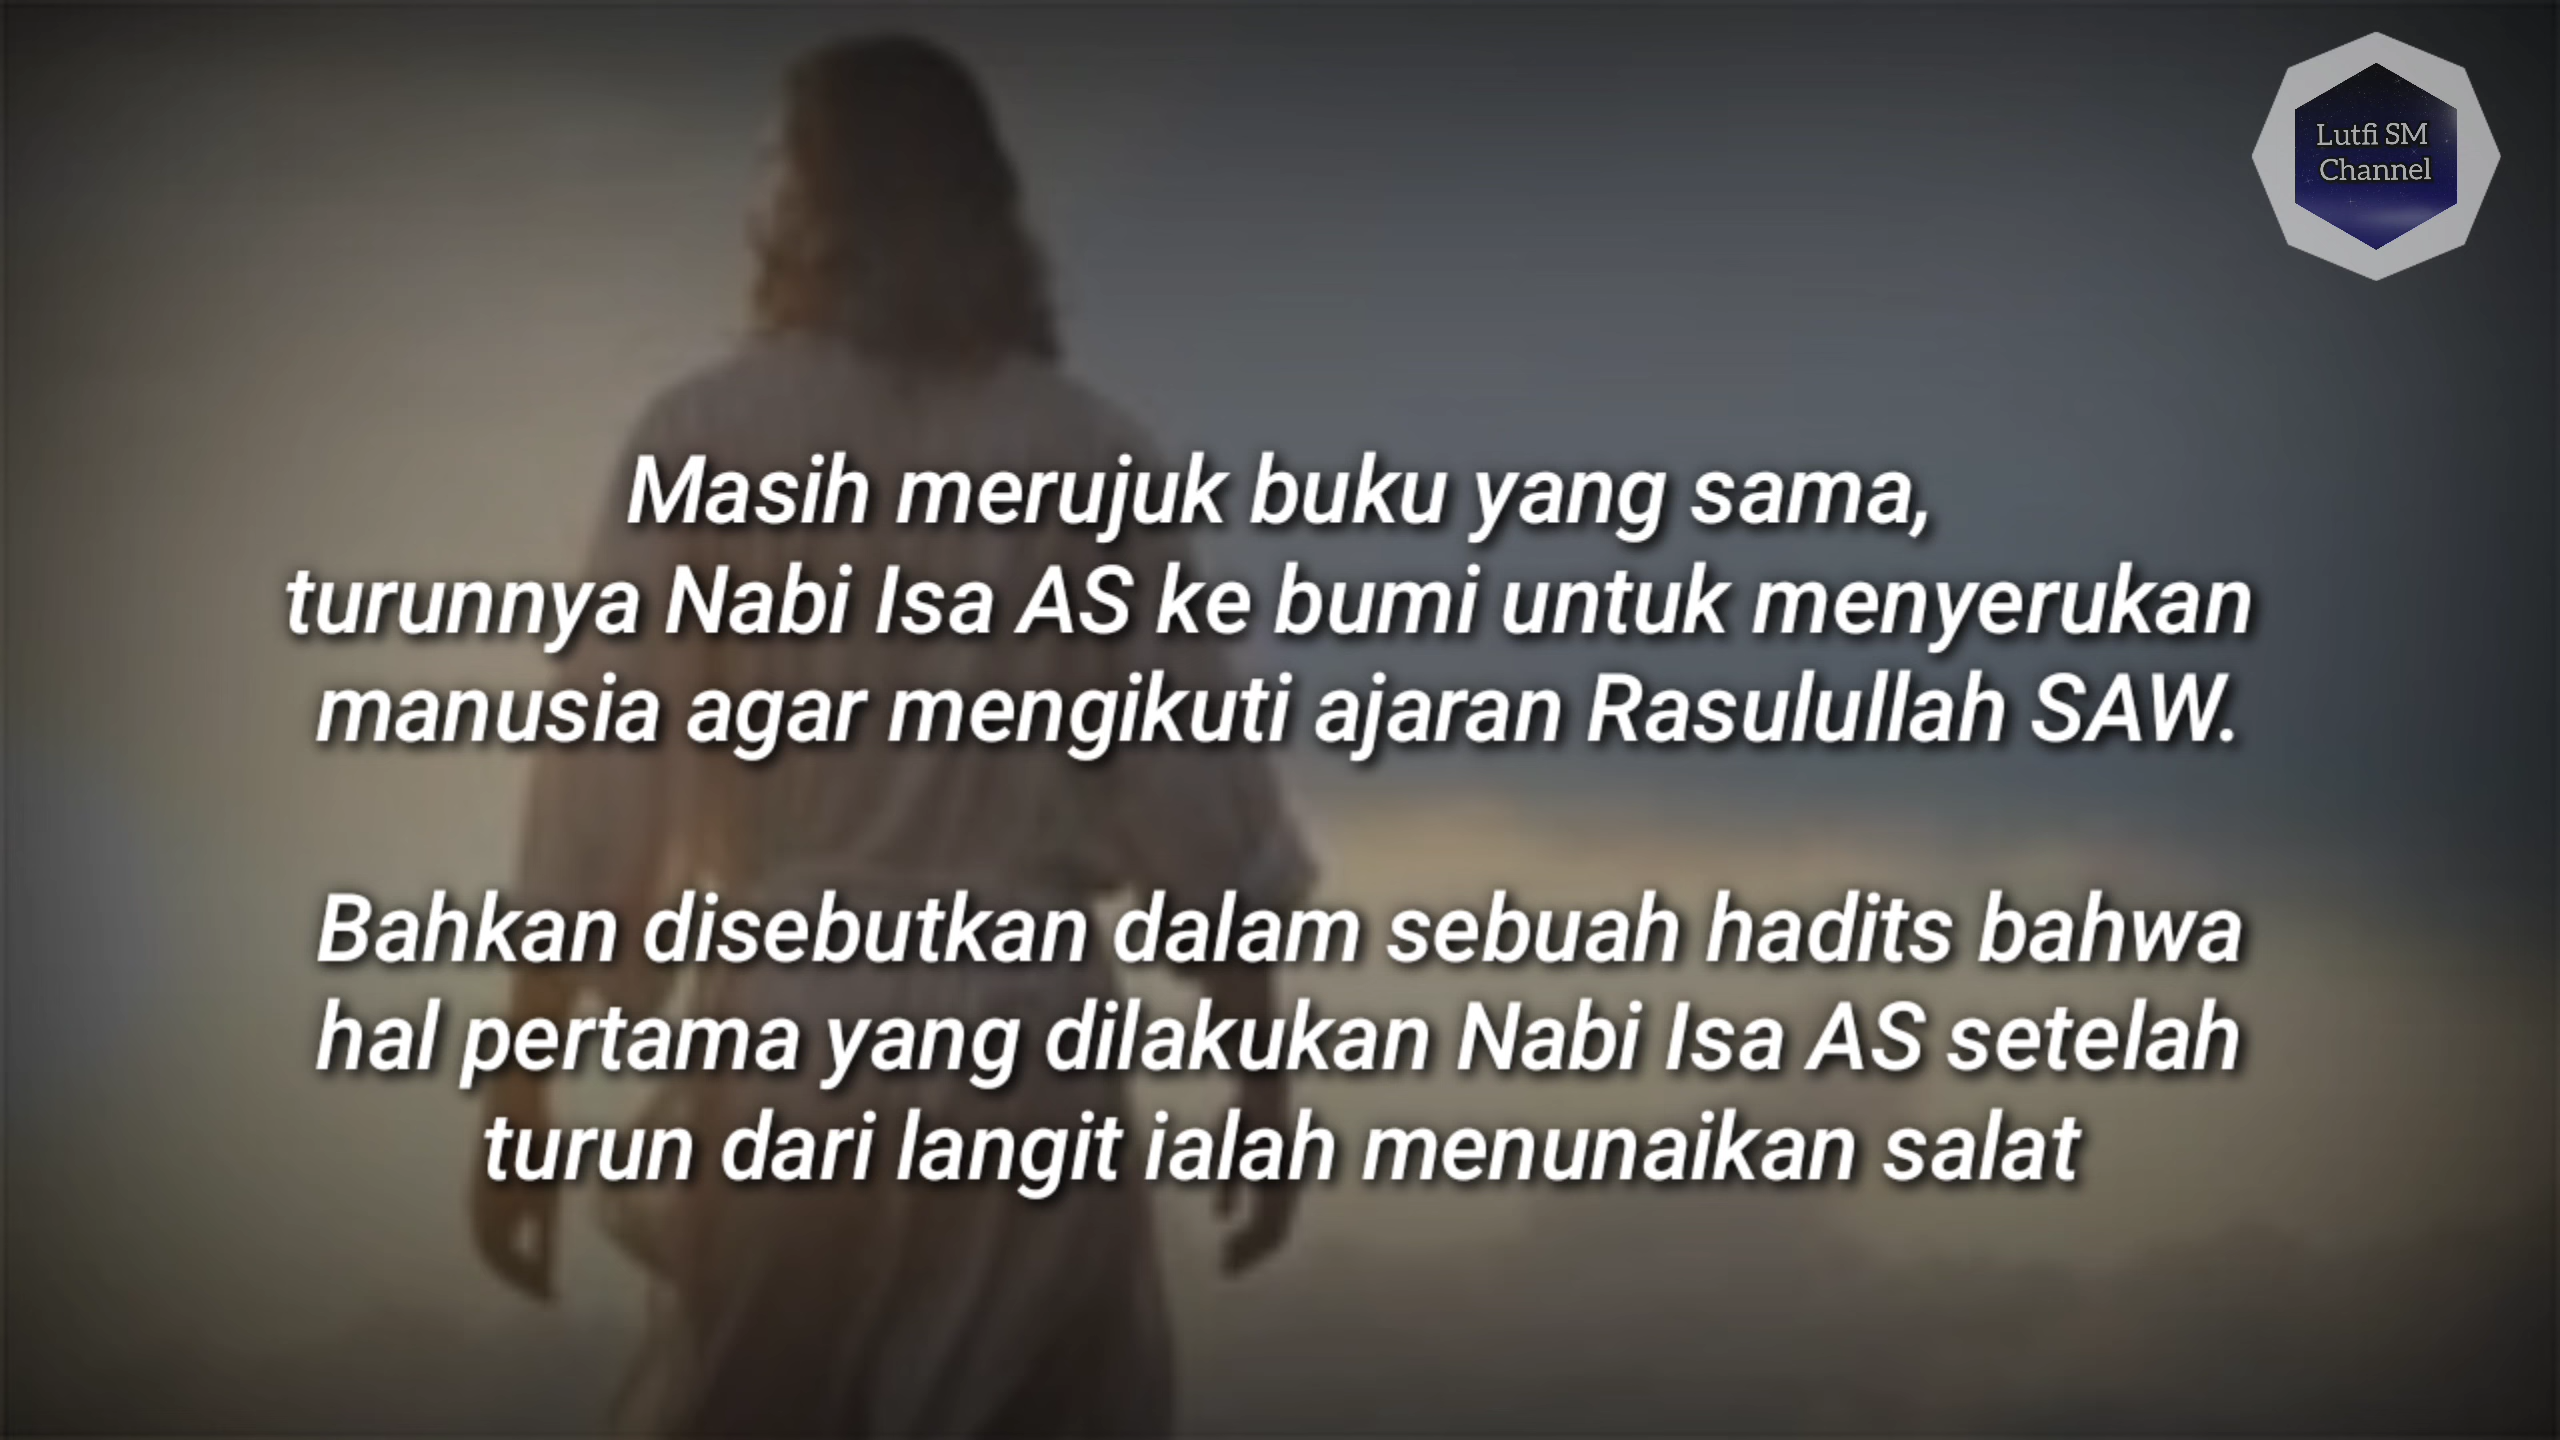 Lutfi SM
Channel
Masih merujuk buku yang sama,
turunnya Nabi Isa AS ke bumi untuk menyerukan
manusia agar mengikuti ajaran Rasulullah SAW.
Bahkan disebutkan dalam sebuah hadits bahwa
hal pertama yang dilakukan Nabi Isa AS setelah
turun dari langit ialah menunaikan salat